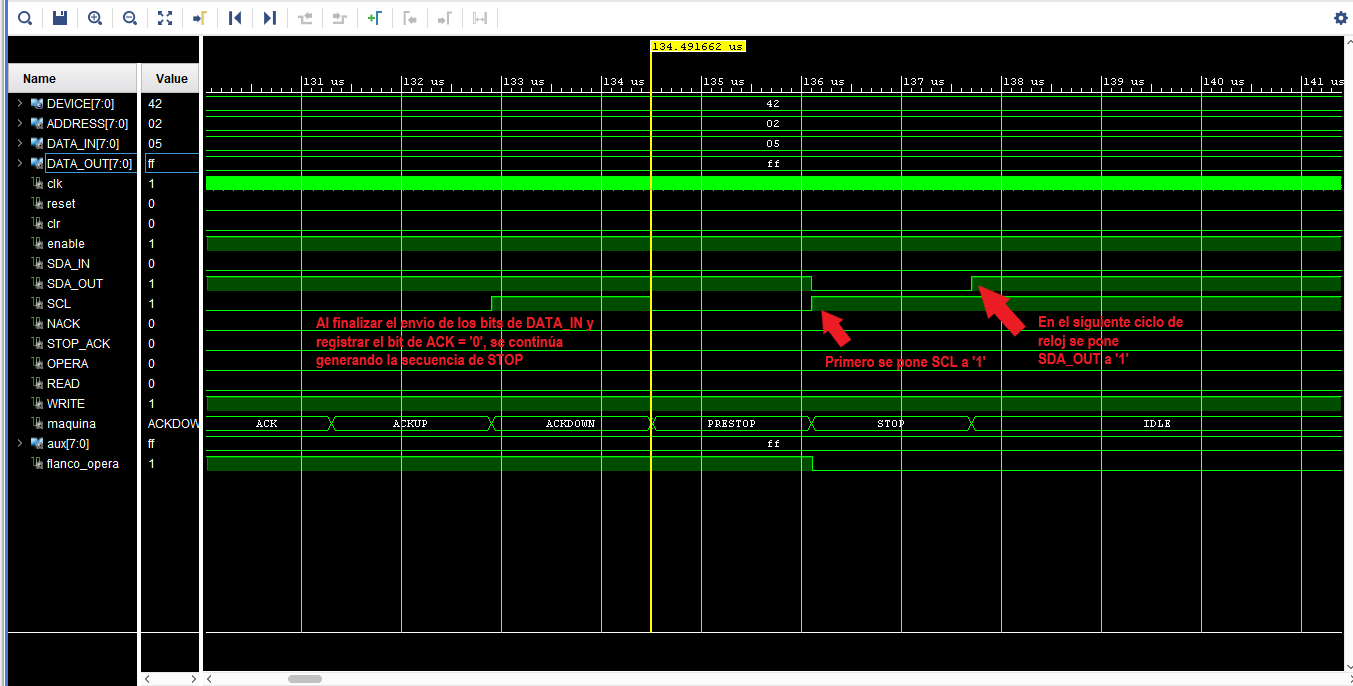 134.491662 us
Name Value
131 us 132 us 133 us 134 us 135 us 136 us 137 us 138 us 139 us 140 us 141 us
DEVICE[7:0] 42 42
ADDRESS[7:0] 02 02
DATA_IN[7:0] 05 05
DATA_OUT[7:0] ff ff
clk 1
reset 0
clr 0
enable 1
SDA_IN 0
SDA_OUT 1
SCL 1
NACK 0
STOP_ACK 0
OPERA 0
READ 0
WRITE 1
maquina ACKDOW ACK ACKUP ACKDOWN PRESTOP STOP IDLE
aux[7:0] ff ff
flanco_opera 1
Al finalizar el envío de los bits de DATA_IN y
registrar el bit de ACK = '0', se continúa
generando la secuencia de STOP
Primero se pone SCL a '1'
En el siguiente ciclo de
reloj se pone
SDA_OUT a '1'